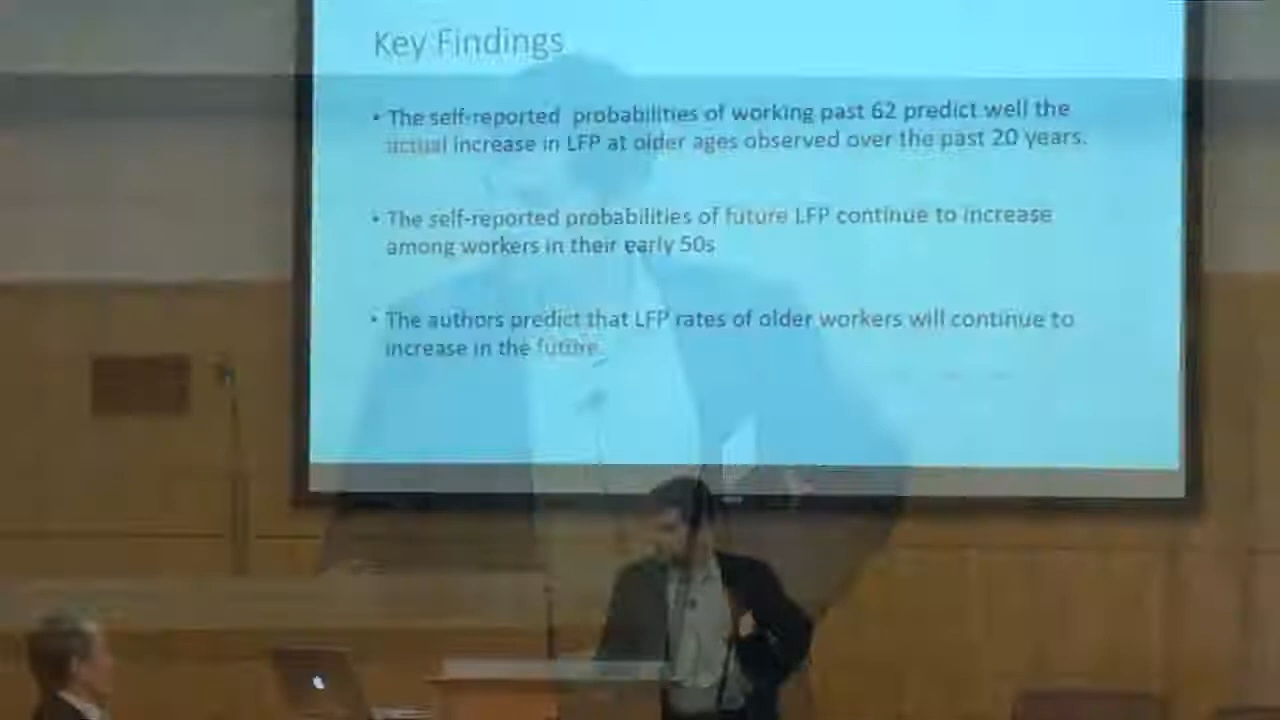 Key Findings
• The self-reported probabilities of working past 62 predict well the
actual increase in LFP at older ages observed over the past 20 years.
• The self-reported probabilities of future LFP continue to increase
among workers in their early 50s
• The authors predict that LFP rates of older workers will continue to
increase in the future.